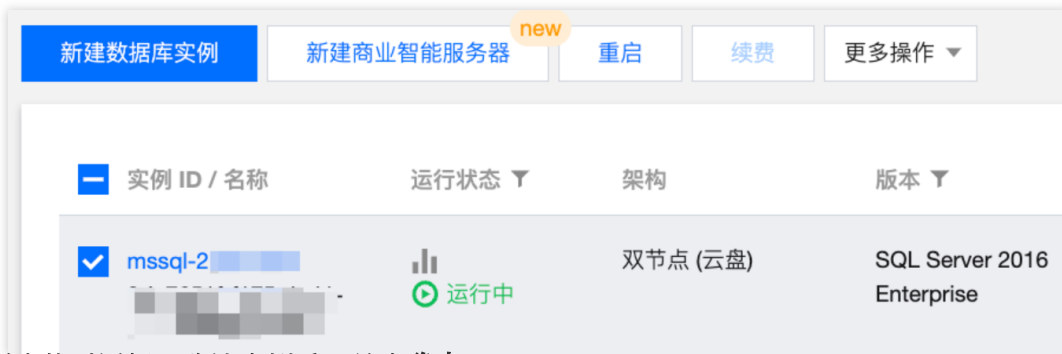 新建数据库实例
新建商业智能服务器
new
重启
续费
更多操作
实例 ID / 名称
运行状态
架构
版本
mssql-2
双节点 (云盘)
SQL Server 2016
运行中
Enterprise